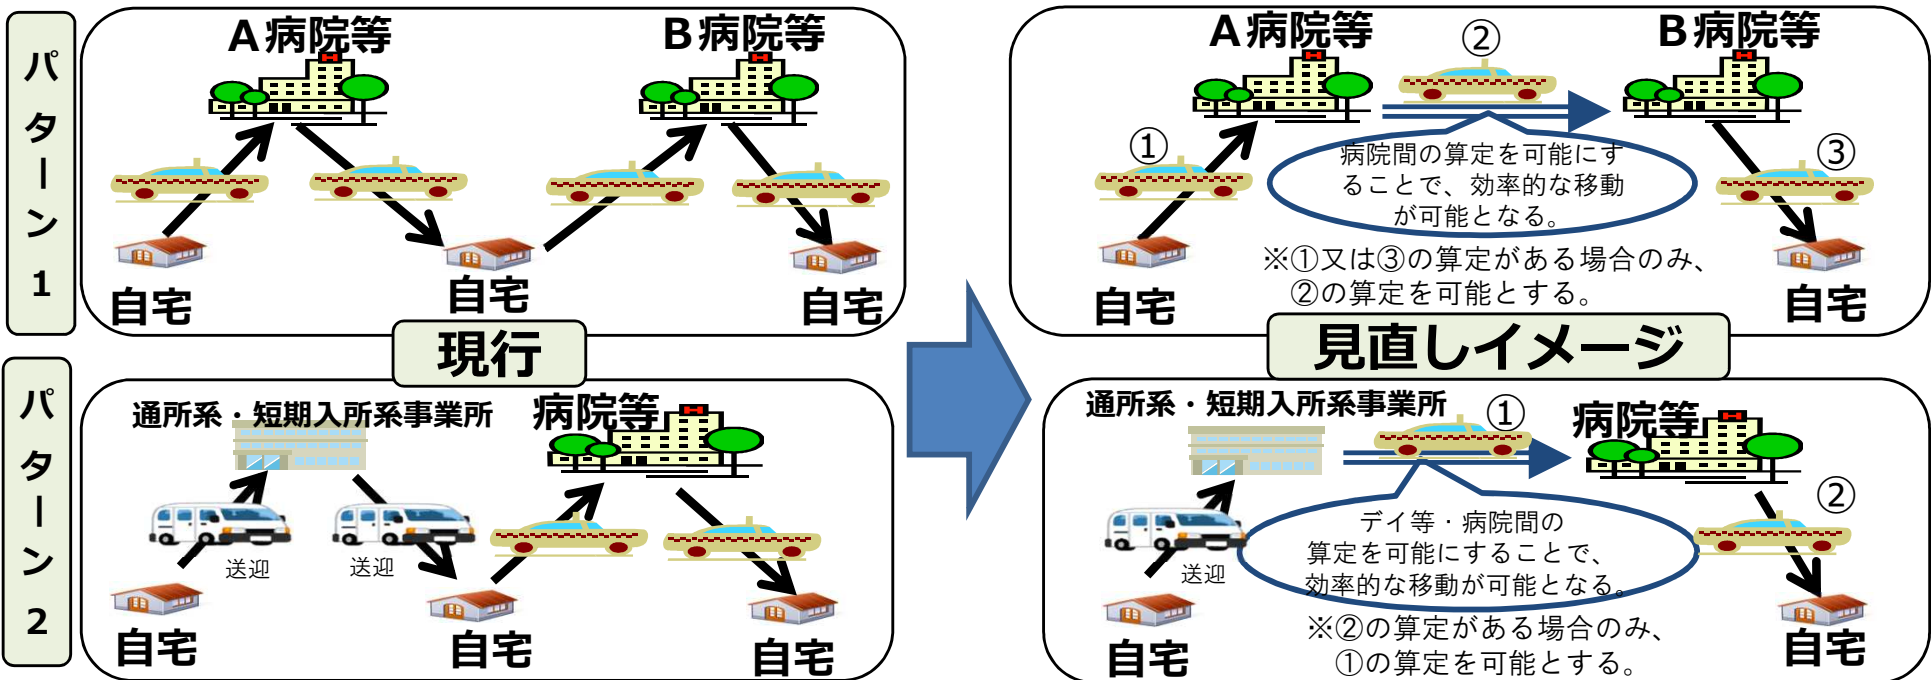 パターン1
A病院等
B病院等
自宅
自宅
自宅
現行
パターン2
通所系・短期入所系事業所
病院等
送迎
送迎
自宅
自宅
自宅
A病院等
②
B病院等
①
③
病院間の算定を可能にす
ることで、効率的な移動
が可能となる。
※①又は③の算定がある場合のみ、
②の算定を可能とする。
自宅
自宅
見直しイメージ
通所系・短期入所系事業所
①
病院等
②
デイ等・病院間の
算定を可能にすることで、
効率的な移動が可能となる。
送迎
※②の算定がある場合のみ、
①の算定を可能とする。
自宅
自宅